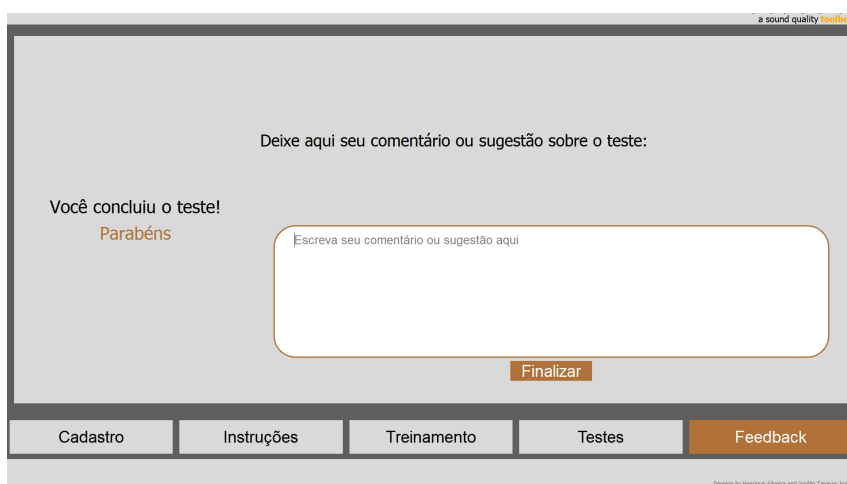 a sound quality
Deixe aqui seu comentário ou sugestão sobre o teste:
Você concluiu o teste!
Parabéns
Escreva seu comentário ou sugestão aqui
Finalizar
Cadastro
Instruções
Treinamento
Testes
Feedback